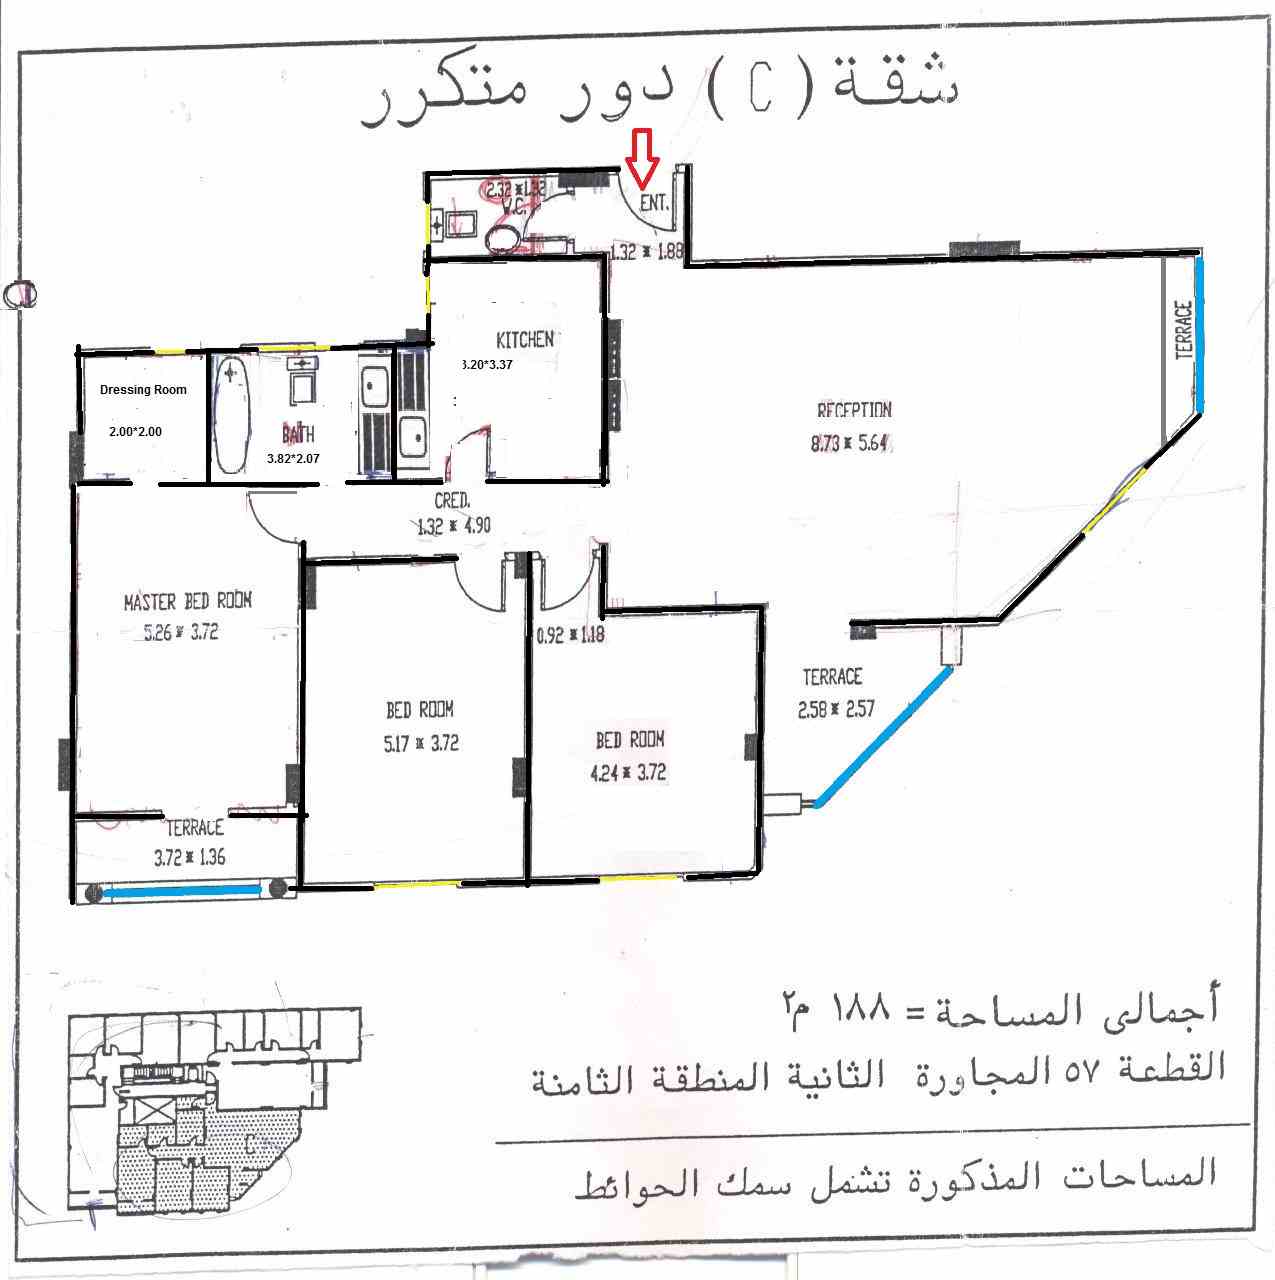 شقة ( C ) دور متكرر
2.32 * 1.32
W.C.
ENT.
1.32 * 1.88
KITCHEN
3.20*3.37
TERRACE
Dressing Room
2.00*2.00
BATH
3.82*2.07
RECEPTION
8.73 * 5.64
CRED.
1.32 * 4.90
MASTER BED ROOM
5.26 * 3.72
0.92 * 1.18
TERRACE
2.58 * 2.57
BED ROOM
5.17 * 3.72
BED ROOM
4.24 * 3.72
TERRACE
3.72 * 1.36
أجمالى المساحة = ١٨٨ م٢
القطعة ٥٧ المجاورة الثانية المنطقة الثامنة
C
المساحات المذكورة تشمل سمك الحوائط